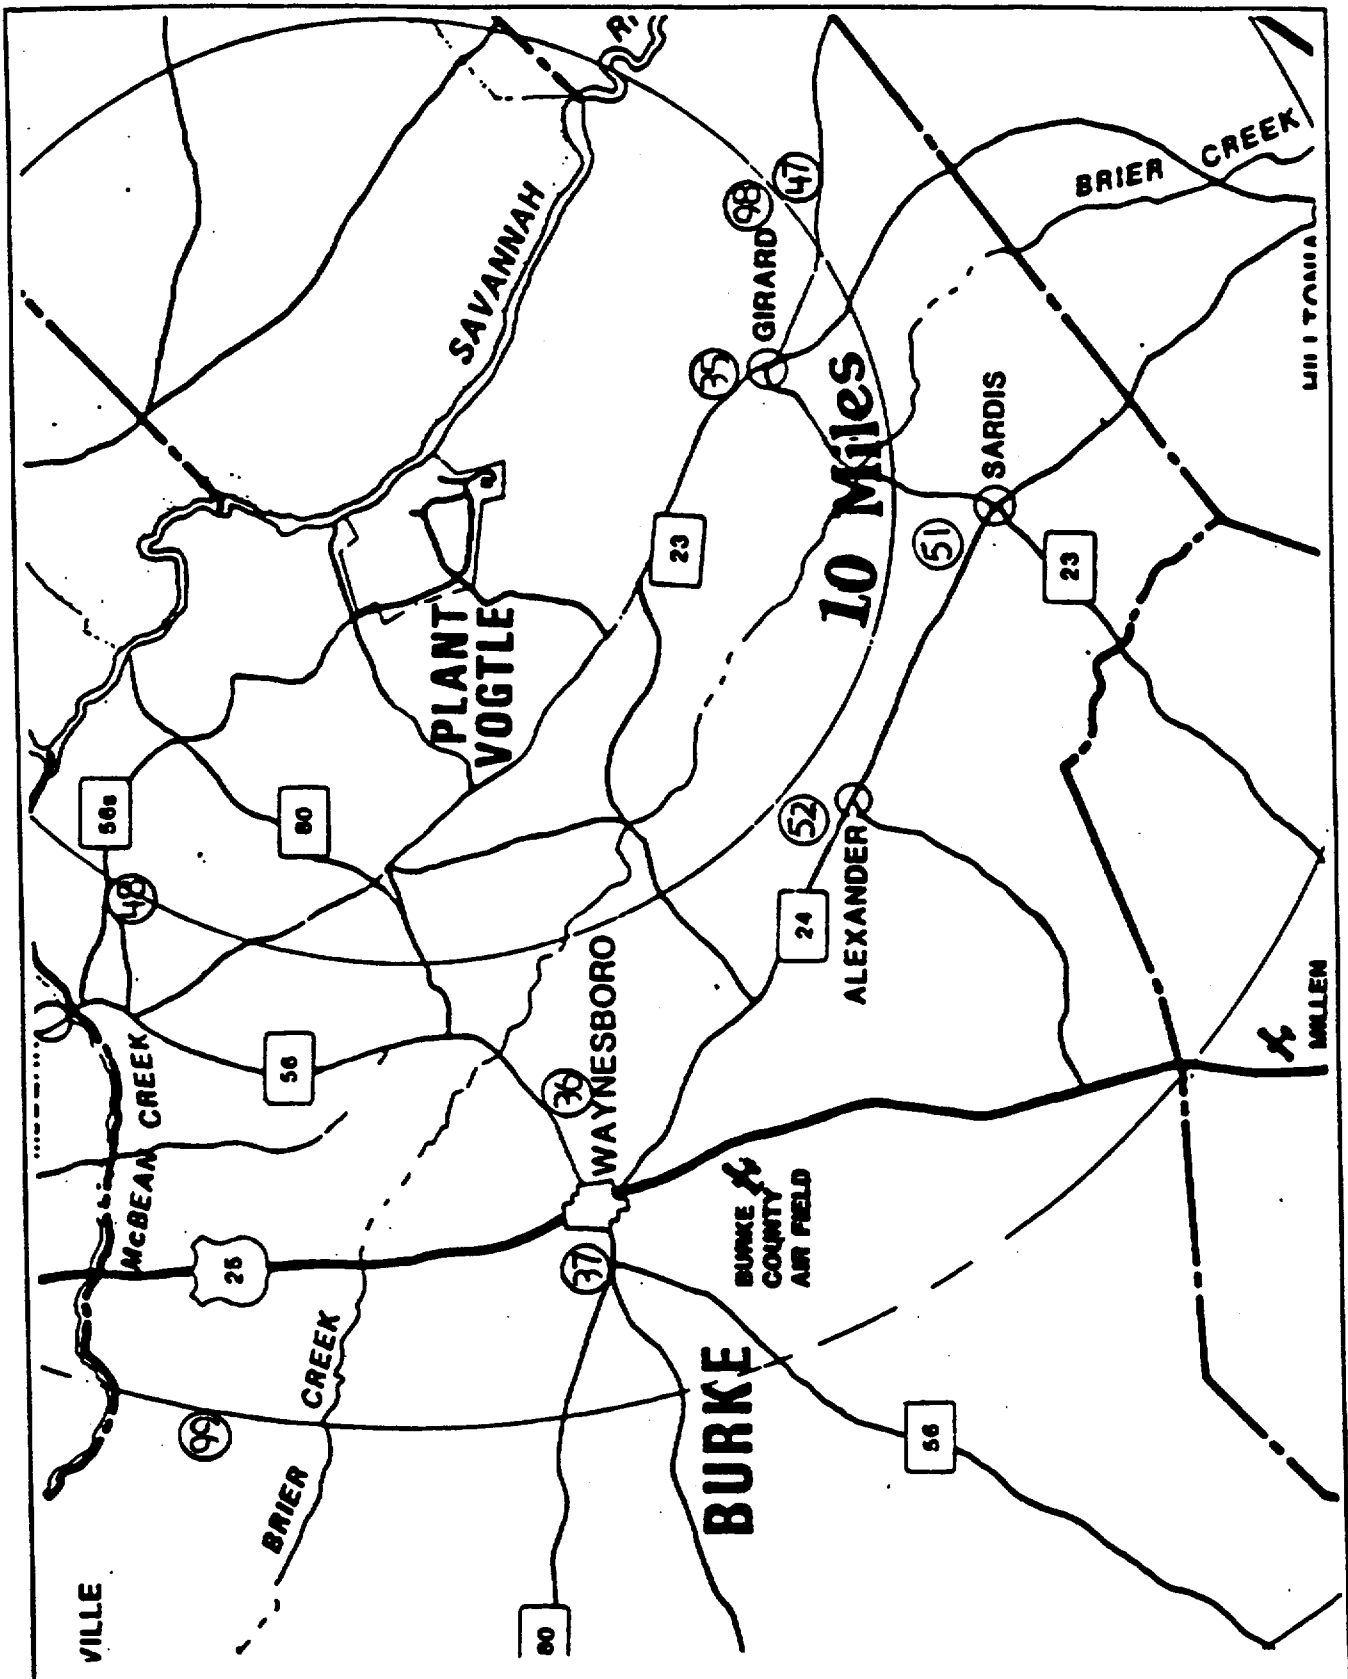 VILLE
McBEAN CREEK
56s
48
80
56
25
99
BRIER
CREEK
SAVANNAH
RI
PLANT
VOGTLE
23
35
GIRARD
98
47
BRIER CREEK
10 Miles
SARDIS
51
23
52
ALEXANDER
24
WAYNESBORO
36
37
BURKE
COUNTY
AIR FIELD
BURKE
80
56
MILLEN